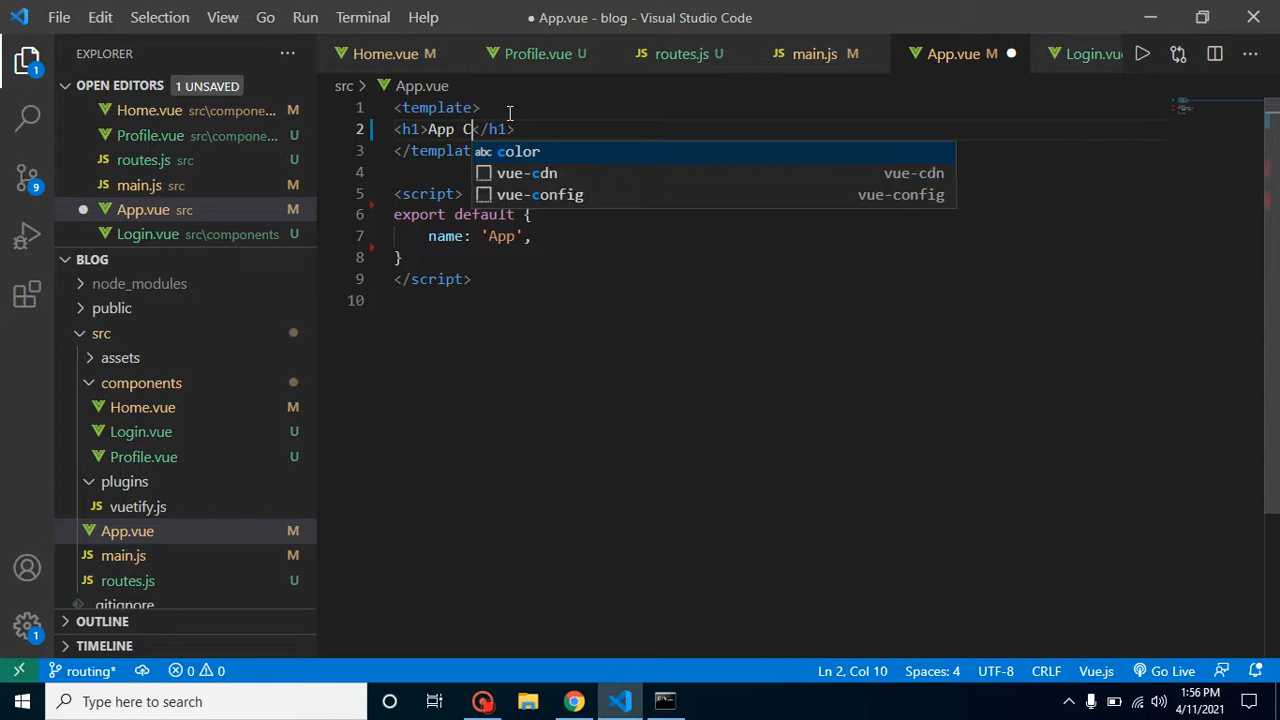 File Edit Selection View Go Run Terminal Help
● App.vue - blog - Visual Studio Code
EXPLORER
OPEN EDITORS 1 UNSAVED
Home.vue src\compone... M
Profile.vue src\compone... U
routes.js src U
main.js src M
App.vue src M
Login.vue src\components U
BLOG
node_modules
public
src
assets
components
Home.vue M
Login.vue U
Profile.vue U
plugins
vuetify.js
App.vue M
main.js M
routes.js U
.gitignore
OUTLINE
TIMELINE
1
9
1
Home.vue M Profile.vue U routes.js U main.js M App.vue M Login.vu
src > App.vue
1 <template>
2 <h1>App C</h1>
3 </templat
4
5 <script>
6 export default {
7 name: 'App',
8 }
9 </script>
10
color
vue-cdn vue-cdn
vue-config vue-config
routing* 0 0 Ln 2, Col 10 Spaces: 4 UTF-8 CRLF Vue.js Go Live
Type here to search
1:56 PM
4/11/2021